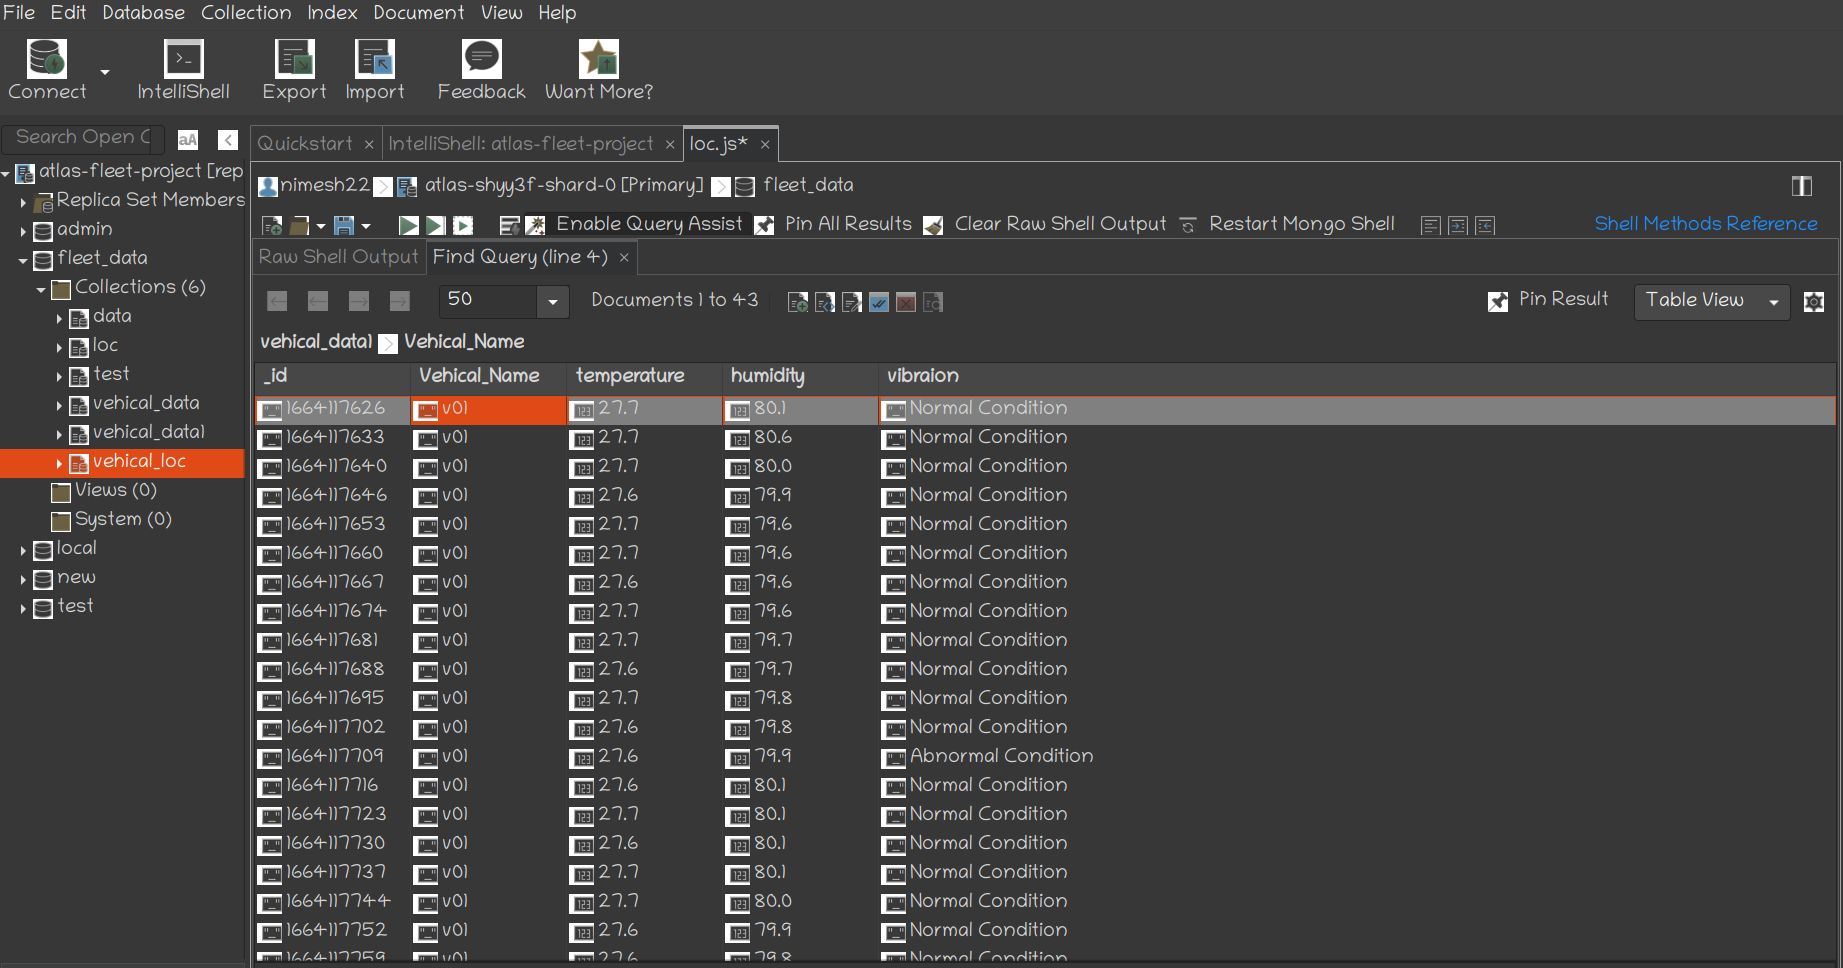 File Edit Database Collection Index Document View Help
Connect IntelliShell Export Import Feedback Want More?
Search Open C aA
Quickstart × IntelliShell: atlas-fleet-project × loc.js* ×
atlas-fleet-project [rep
Replica Set Members
admin
fleet_data
Collections (6)
data
loc
test
vehical_data
vehical_data1
vehical_loc
Views (0)
System (0)
local
new
test
nimesh22 atlas-shyy3f-shard-0 [Primary] fleet_data
Enable Query Assist Pin All Results Clear Raw Shell Output Restart Mongo Shell Shell Methods Reference
Raw Shell Output Find Query (line 4) ×
50 Documents 1 to 43 Pin Result Table View
vehical_data1 Vehical_Name
_id Vehical_Name temperature humidity vibraion
1664117626 v01 27.7 80.1 Normal Condition
1664117633 v01 27.7 80.6 Normal Condition
1664117640 v01 27.7 80.0 Normal Condition
1664117646 v01 27.6 79.9 Normal Condition
1664117653 v01 27.7 79.6 Normal Condition
1664117660 v01 27.7 79.6 Normal Condition
1664117667 v01 27.6 79.6 Normal Condition
1664117674 v01 27.7 79.6 Normal Condition
1664117681 v01 27.7 79.7 Normal Condition
1664117688 v01 27.6 79.7 Normal Condition
1664117695 v01 27.7 79.8 Normal Condition
1664117702 v01 27.6 79.8 Normal Condition
1664117709 v01 27.6 79.9 Abnormal Condition
1664117716 v01 27.6 80.1 Normal Condition
1664117723 v01 27.7 80.1 Normal Condition
1664117730 v01 27.6 80.1 Normal Condition
1664117737 v01 27.7 80.1 Normal Condition
1664117744 v01 27.7 80.0 Normal Condition
1664117752 v01 27.6 79.9 Normal Condition
1664117759 v01 27.6 79.8 Normal Condition